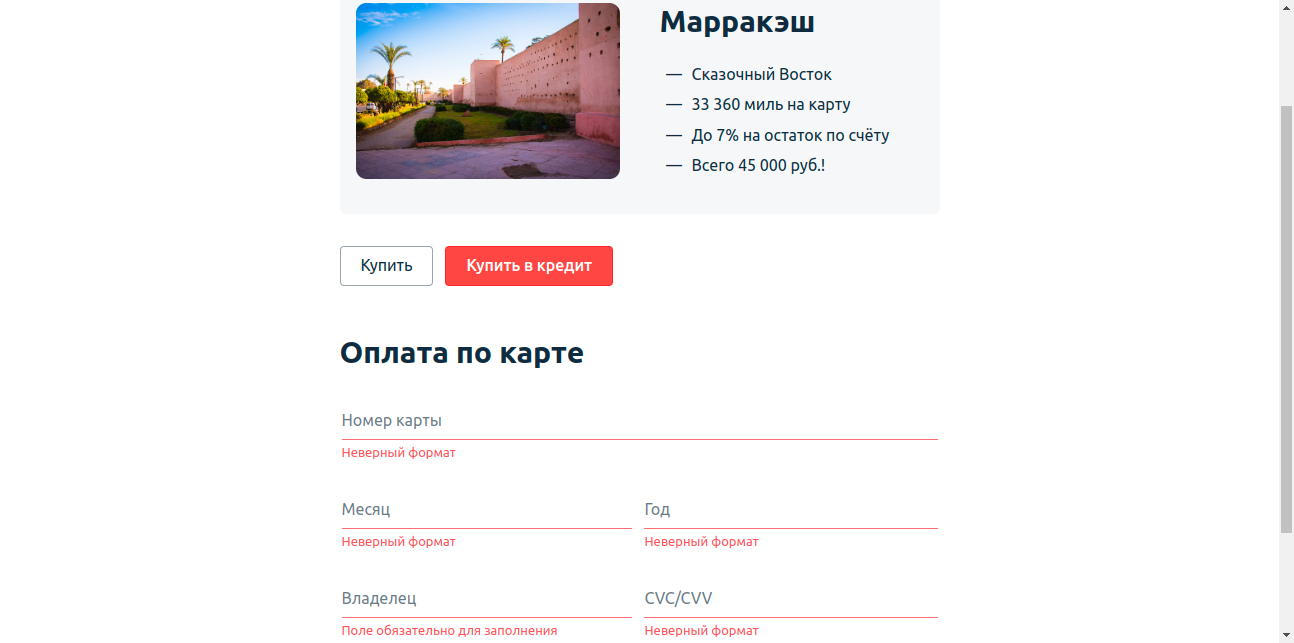 Марракэш
— Сказочный Восток
— 33 360 миль на карту
— До 7% на остаток по счёту
— Всего 45 000 руб.!
Купить Купить в кредит
Оплата по карте
Номер карты
Неверный формат
Месяц Год
Неверный формат Неверный формат
Владелец CVC/CVV
Поле обязательно для заполнения Неверный формат